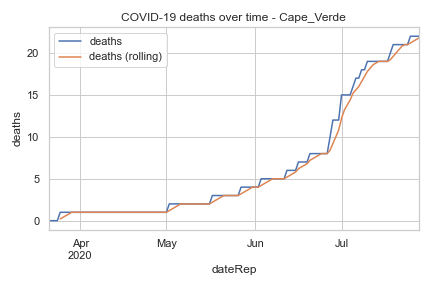 COVID-19 deaths over time - Cape_Verde
deaths
deaths (rolling)
20
15
10
5
0
deaths
Apr
2020
May
Jun
Jul
dateRep